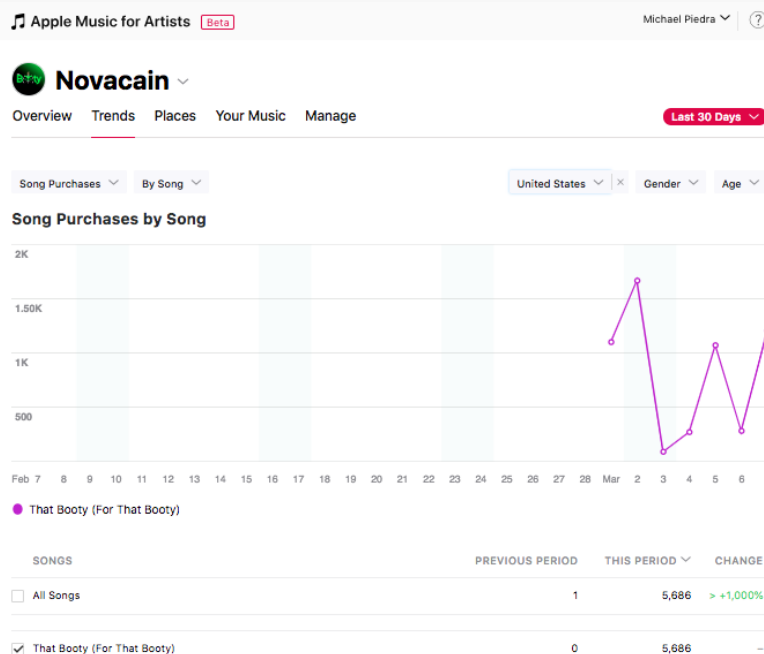 Apple Music for Artists Beta Michael Piedra ?
Novacain
Overview Trends Places Your Music Manage Last 30 Days
Song Purchases By Song United States × Gender Age
Song Purchases by Song
2K
1.50K
1K
500
Feb 7 8 9 10 11 12 13 14 15 16 17 18 19 20 21 22 23 24 25 26 27 28 Mar 2 3 4 5 6
That Booty (For That Booty)
SONGS PREVIOUS PERIOD THIS PERIOD CHANGE
All Songs 1 5,686 > +1,000%
That Booty (For That Booty) 0 5,686 –